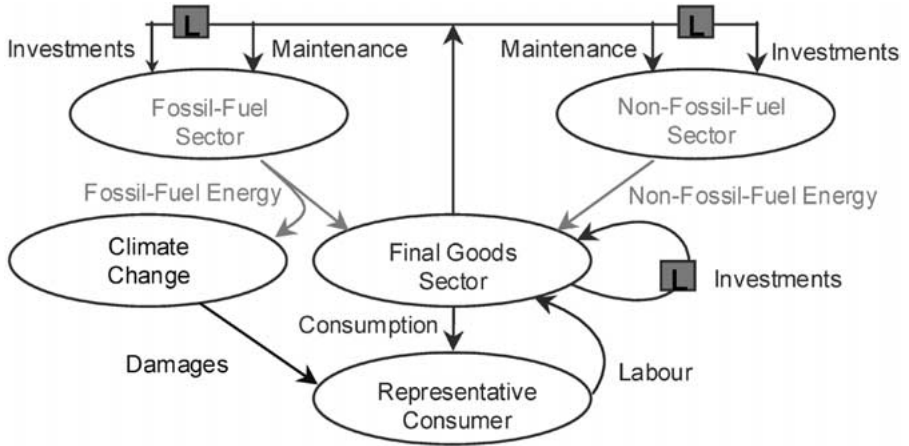 L
L
Investments
Maintenance
Maintenance
Investments
Fossil-Fuel
Sector
Non-Fossil-Fuel
Sector
Fossil-Fuel Energy
Non-Fossil-Fuel Energy
Climate
Change
Final Goods
Sector
L
Investments
Consumption
Damages
Labour
Representative
Consumer